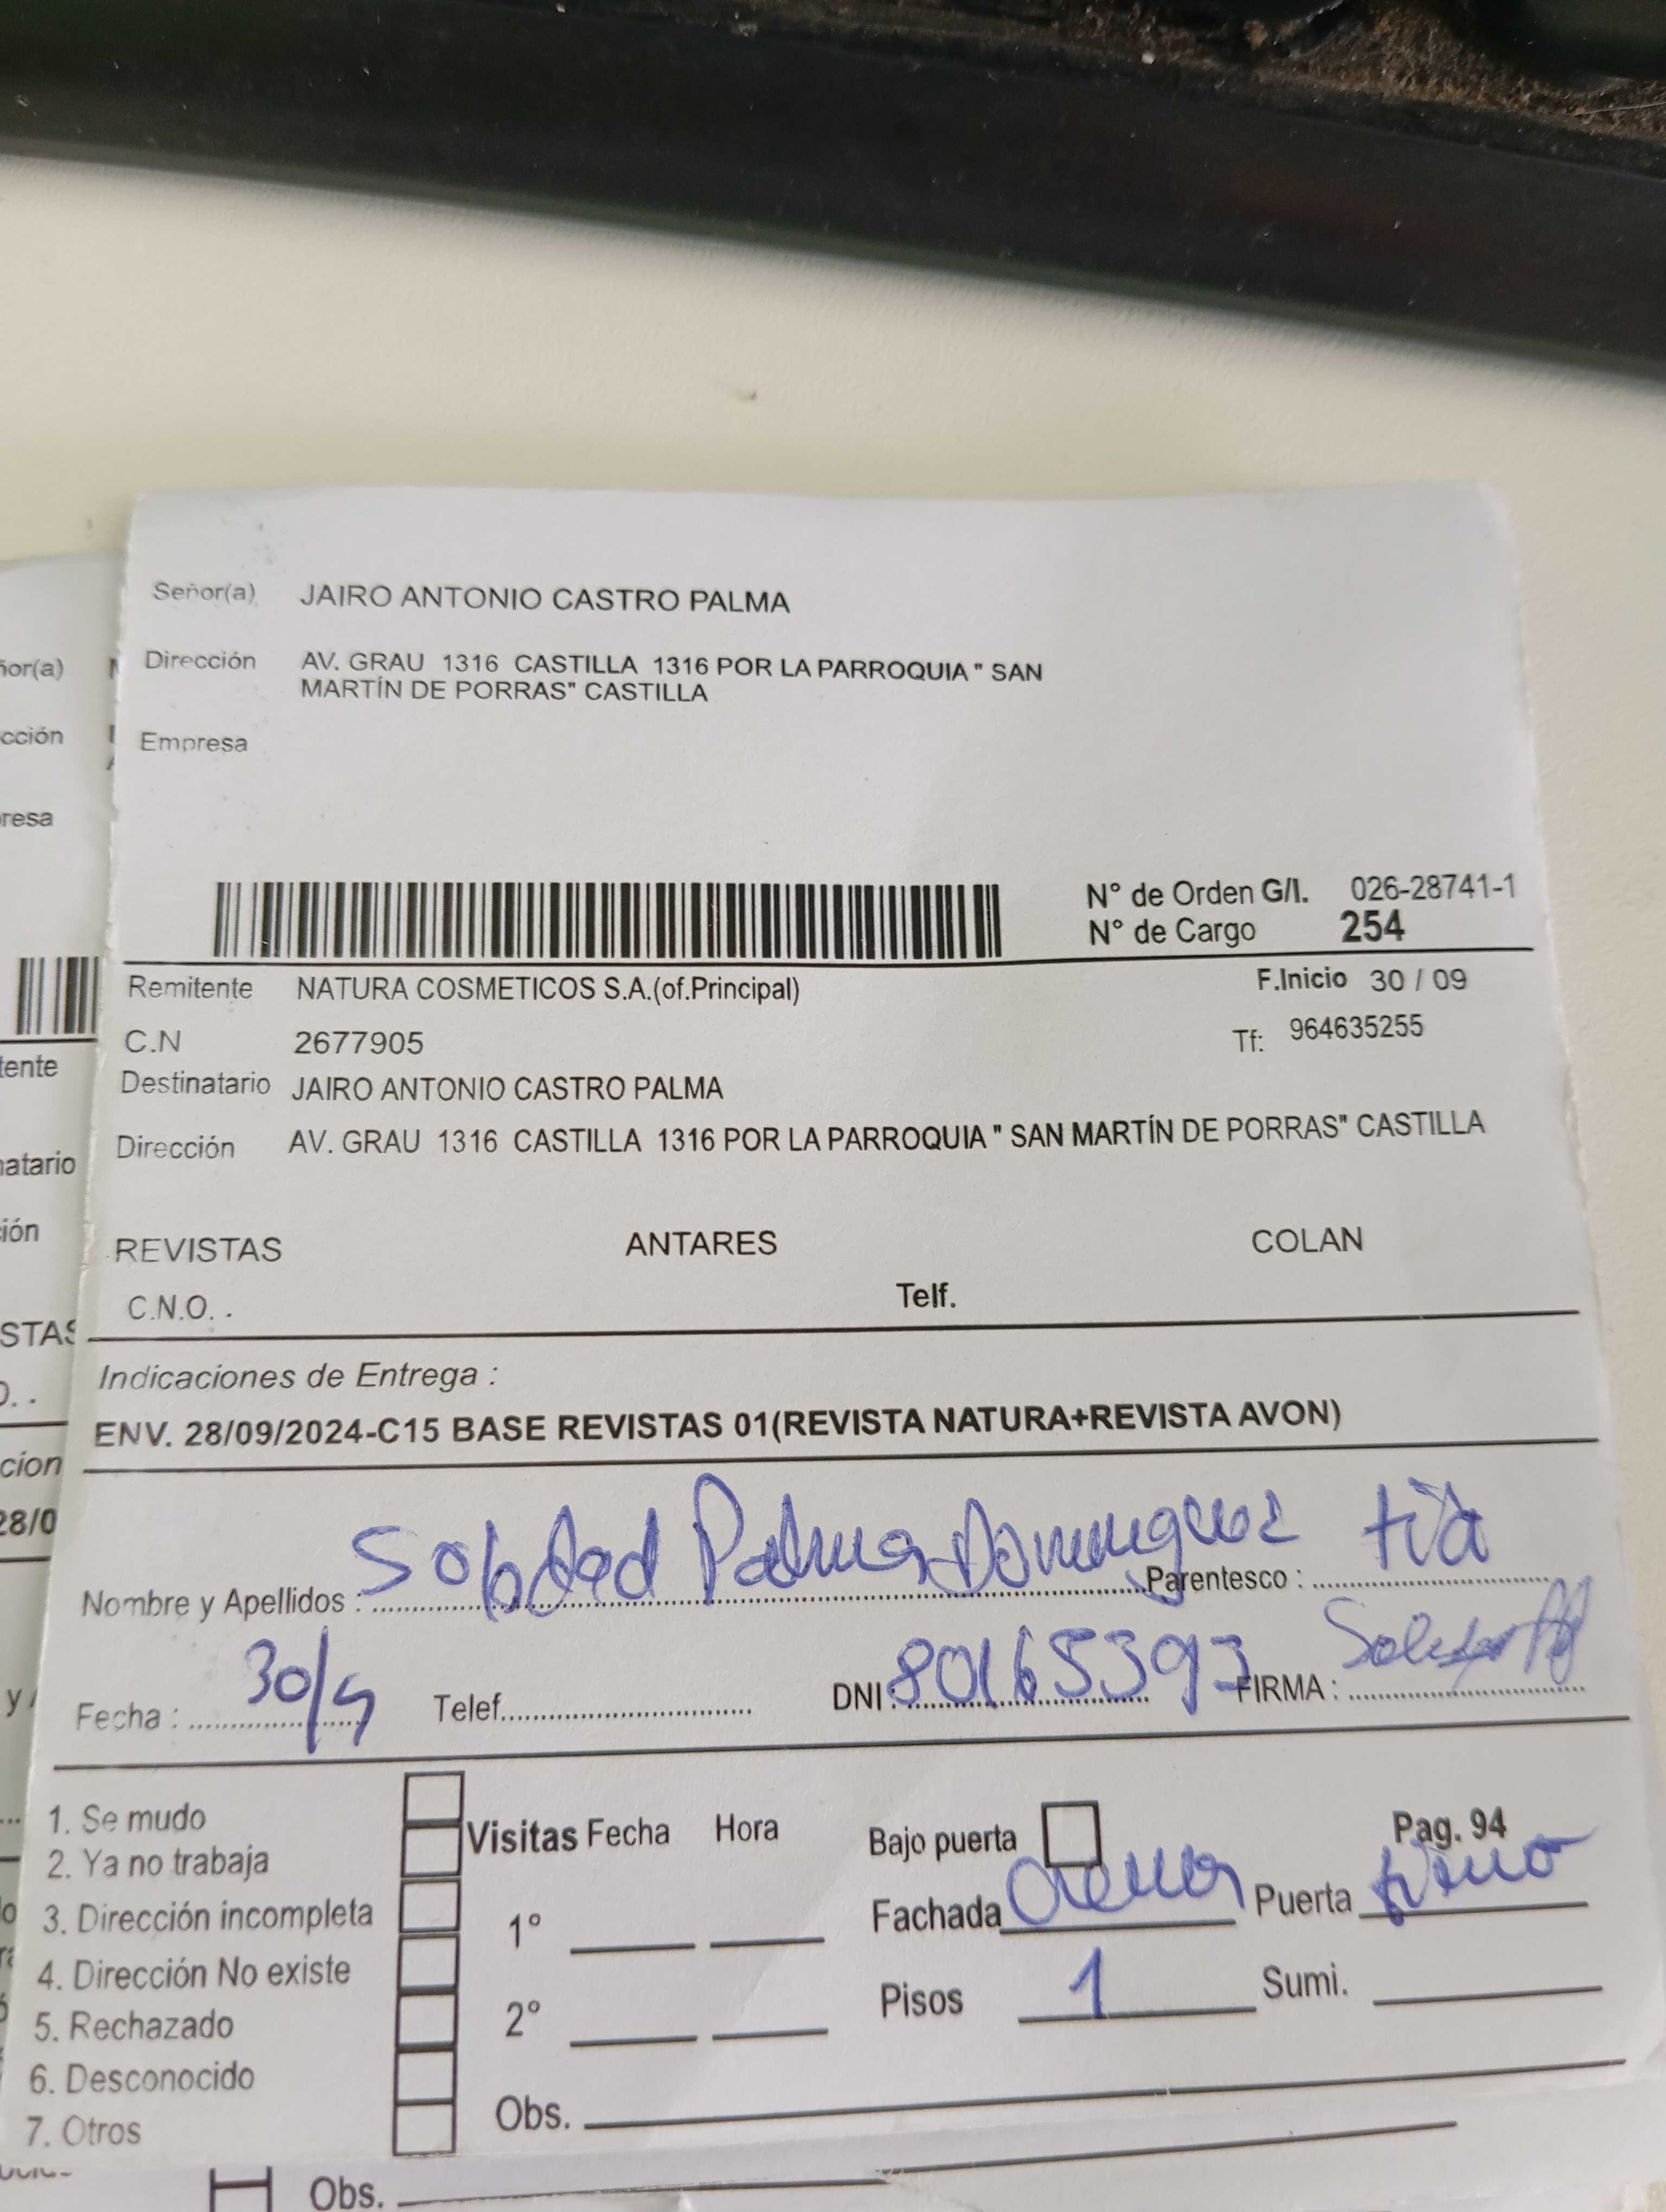 Señor(a) JAIRO ANTONIO CASTRO PALMA
Dirección AV. GRAU 1316 CASTILLA 1316 POR LA PARROQUIA " SAN
MARTÍN DE PORRAS" CASTILLA
Empresa
N° de Orden G/I. 026-28741-1
N° de Cargo 254
Remitente NATURA COSMETICOS S.A.(of.Principal) F.Inicio 30 / 09
C.N 2677905 Tf: 964635255
Destinatario JAIRO ANTONIO CASTRO PALMA
Dirección AV. GRAU 1316 CASTILLA 1316 POR LA PARROQUIA " SAN MARTÍN DE PORRAS" CASTILLA
REVISTAS ANTARES COLAN
C.N.O. . Telf.
Indicaciones de Entrega :
ENV. 28/09/2024-C15 BASE REVISTAS 01(REVISTA NATURA+REVISTA AVON)
Nombre y Apellidos : Soledad Palma Dominguez Parentesco : tia
Fecha : 30/9 Telef. DNI : 80165393 FIRMA :
1. Se mudo
2. Ya no trabaja
3. Dirección incompleta
4. Dirección No existe
5. Rechazado
6. Desconocido
7. Otros
Visitas Fecha Hora
1°
2°
Obs.
Bajo puerta Pag. 94
Fachada crema Puerta
Pisos 1 Sumi.
Obs.